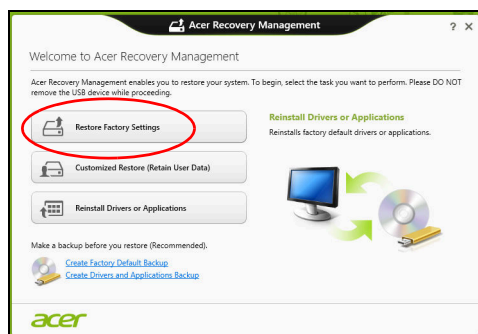 Acer Recovery Management
? ×
Welcome to Acer Recovery Management
Acer Recovery Management enables you to restore your system. To begin, select the task you want to perform. Please DO NOT
remove the USB device while proceeding.
Restore Factory Settings
Reinstall Drivers or Applications
Reinstalls factory default drivers or applications.
Customized Restore (Retain User Data)
Reinstall Drivers or Applications
Make a backup before you restore (Recommended).
Create Factory Default Backup
Create Drivers and Applications Backup
acer